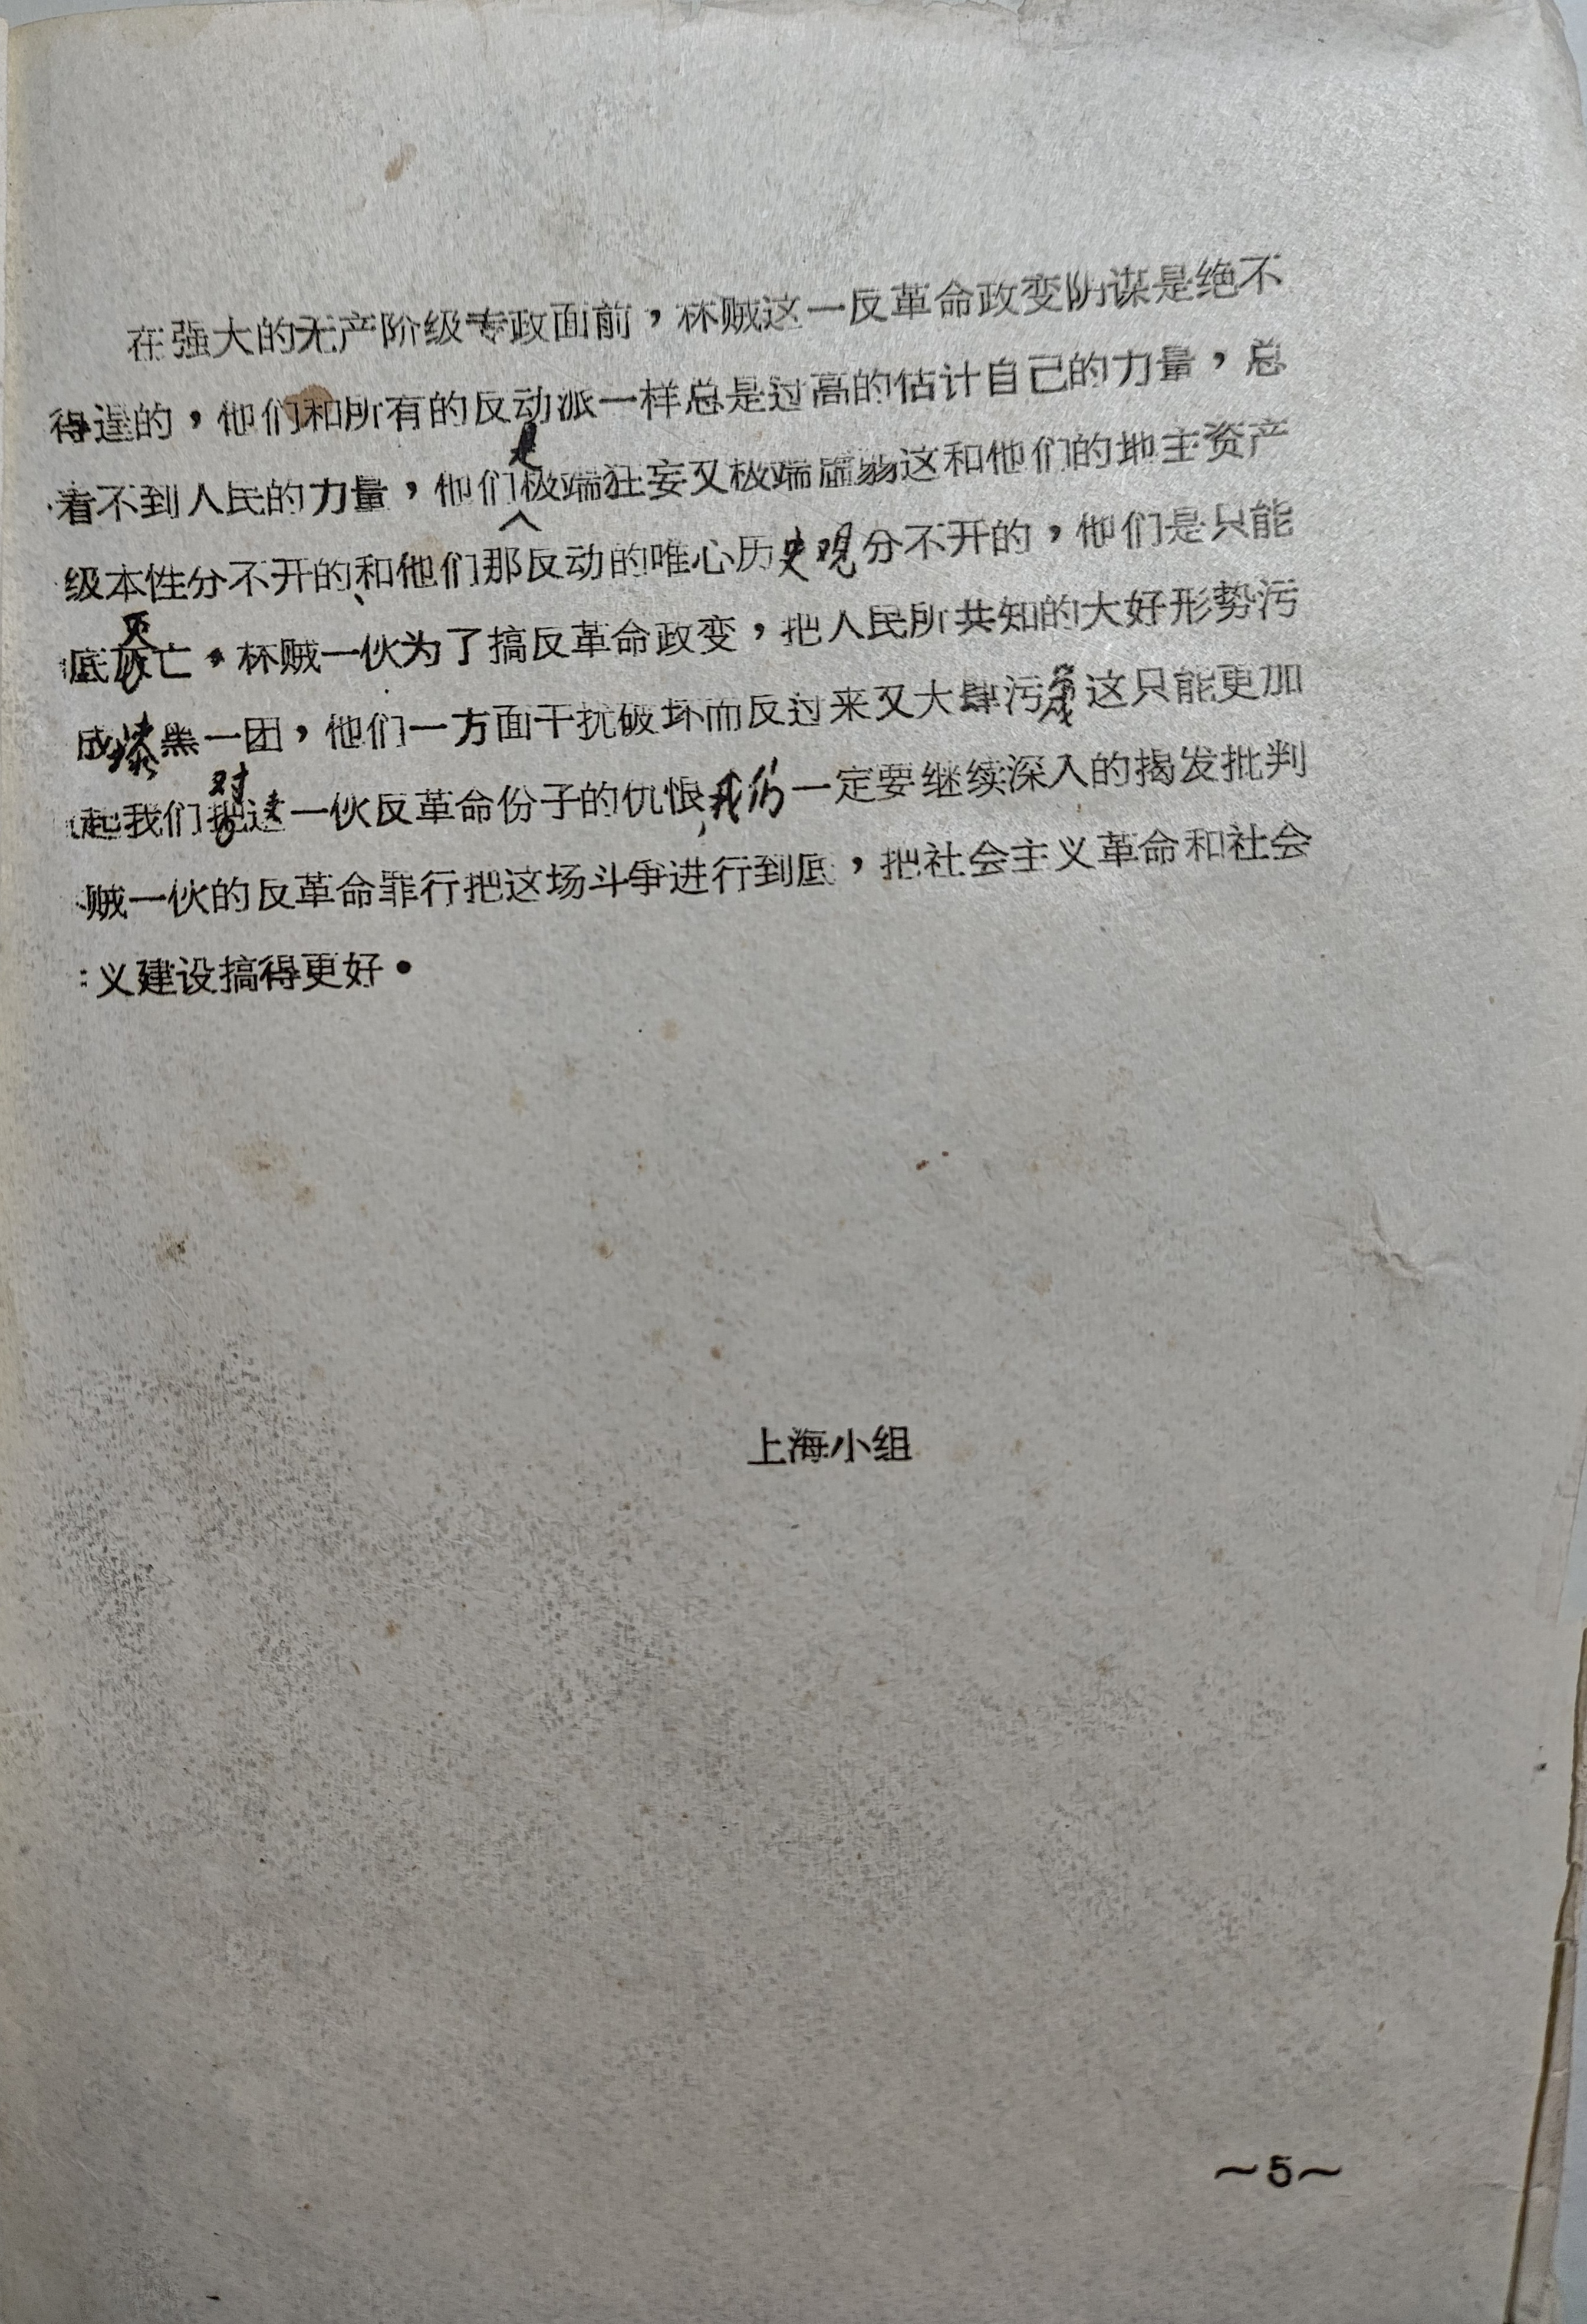 在强大的无产阶级专政面前，林贼这一反革命政变阴谋是绝不
得逞的，他们和所有的反动派一样总是过高的估计自己的力量，总
看不到人民的力量，他们是极端狂妄又极端虚弱这和他们的地主资产
级本性分不开的、和他们那反动的唯心历史观分不开的，他们是只能
底灭亡。林贼一伙为了搞反革命政变，把人民所共知的大好形势污
成漆黑一团，他们一方面干扰破坏而反过来又大肆污蔑这只能更加
起我们对这一伙反革命份子的仇恨，我们一定要继续深入的揭发批判
贼一伙的反革命罪行把这场斗争进行到底，把社会主义革命和社会
义建设搞得更好。
上海小组
～5～